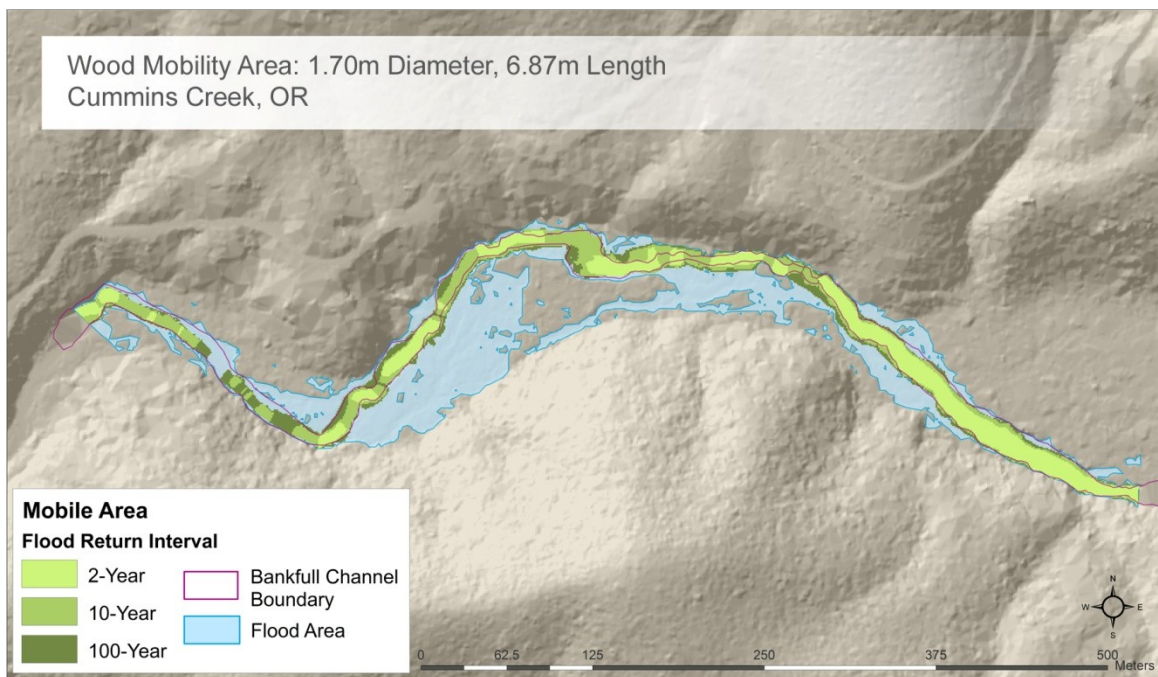 Wood Mobility Area: 1.70m Diameter, 6.87m Length
Cummins Creek, OR
Mobile Area
Flood Return Interval
2-Year
10-Year
100-Year
Bankfull Channel
Boundary
Flood Area
N
W E
S
0 62.5 125 250 375 500
Meters